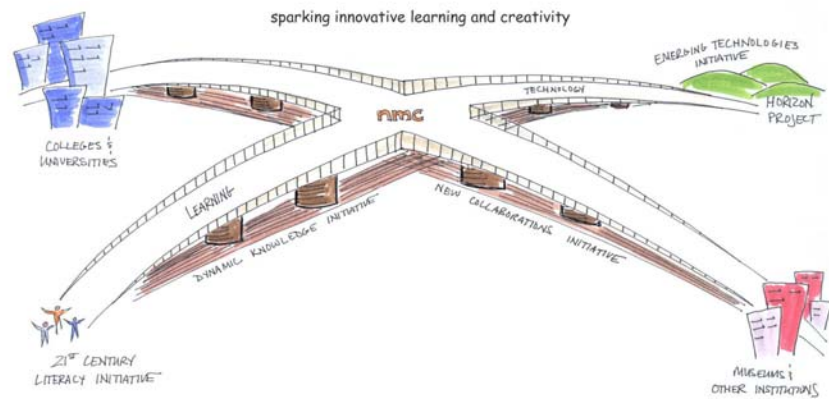 sparking innovative learning and creativity
EMERGING TECHNOLOGIES
INITIATIVE
TECHNOLOGY
HORIZON
PROJECT
nmc
COLLEGES &
UNIVERSITIES
LEARNING
DYNAMIC KNOWLEDGE INITIATIVE
NEW COLLABORATIONS INITIATIVE
21ST CENTURY
LITERACY INITIATIVE
MUSEUMS &
OTHER INSTITUTIONS